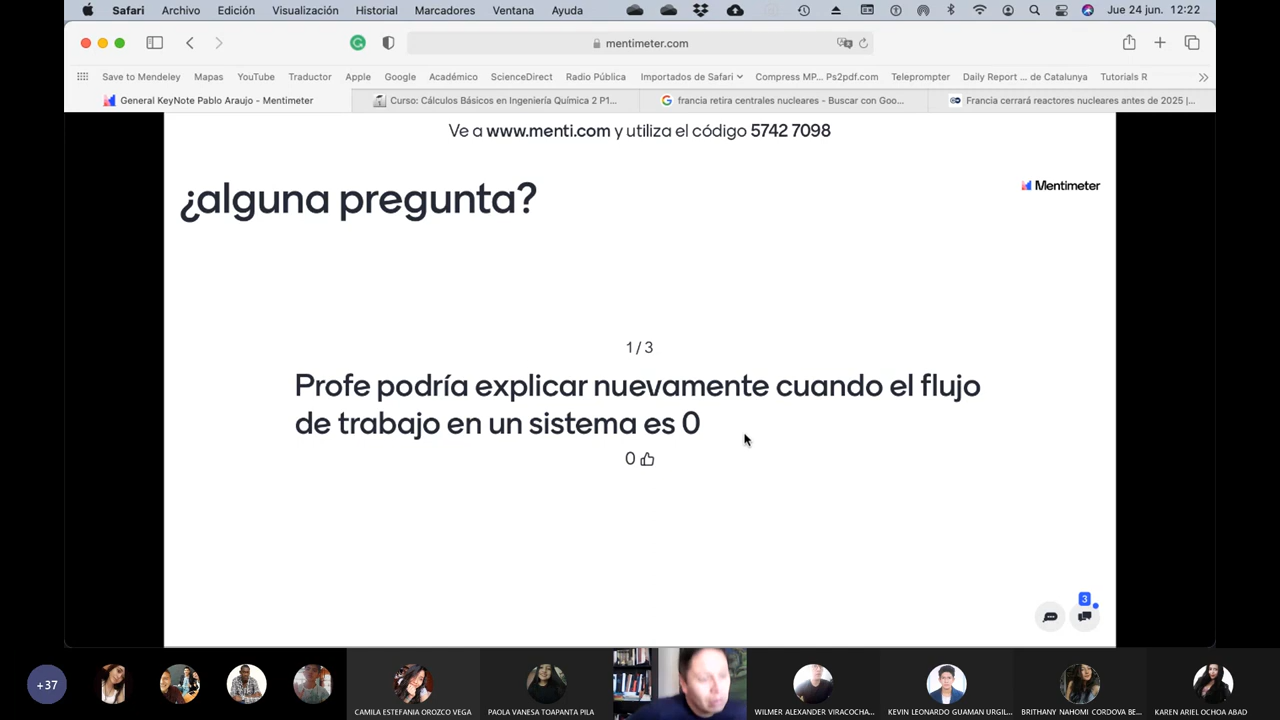 Safari Archivo Edición Visualización Historial Marcadores Ventana Ayuda Jue 24 jun. 12:22
mentimeter.com
Save to Mendeley Mapas YouTube Traductor Apple Google Académico ScienceDirect Radio Pública Importados de Safari Compress MP... Ps2pdf.com Teleprompter Daily Report ... de Catalunya Tutorials R
General KeyNote Pablo Araujo - Mentimeter Curso: Cálculos Básicos en Ingeniería Química 2 P1... francia retira centrales nucleares - Buscar con Goo... Francia cerrará reactores nucleares antes de 2025 |...
Ve a www.menti.com y utiliza el código 5742 7098
¿alguna pregunta?
Mentimeter
1 / 3
Profe podría explicar nuevamente cuando el flujo
de trabajo en un sistema es 0
0
3
+37
CAMILA ESTEFANIA OROZCO VEGA PAOLA VANESA TOAPANTA PILA WILMER ALEXANDER VIRACOCHA... KEVIN LEONARDO GUAMAN URGIL... BRITHANY NAHOMI CORDOVA BE... KAREN ARIEL OCHOA ABAD